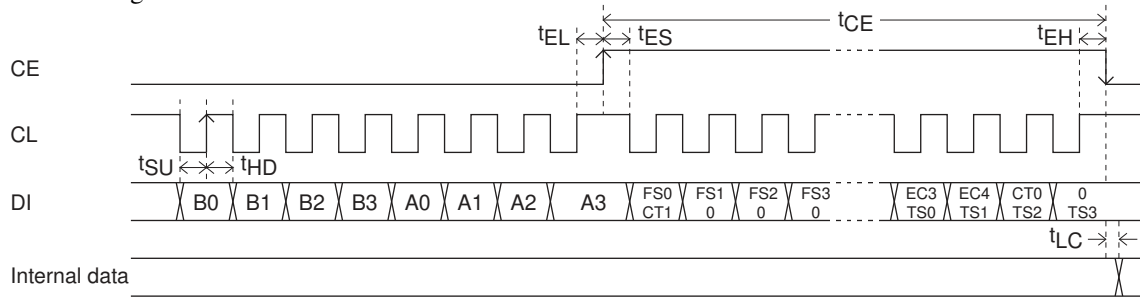 tCE
tEL tES tEH
CE
CL
tSU tHD
DI B0 B1 B2 B3 A0 A1 A2 A3 FS0 FS1 FS2 FS3 EC3 EC4 CT0 0
CT1 0 0 0 TS0 TS1 TS2 TS3
tLC
Internal data